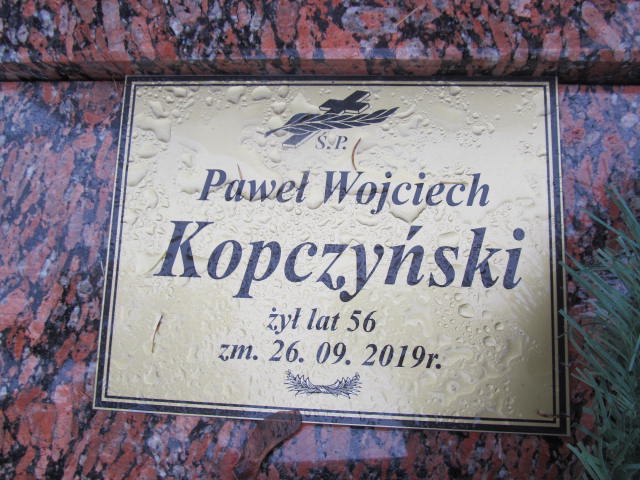 Ś.P.
Paweł Wojciech
Kopczyński
żył lat 56
zm. 26. 09. 2019r.